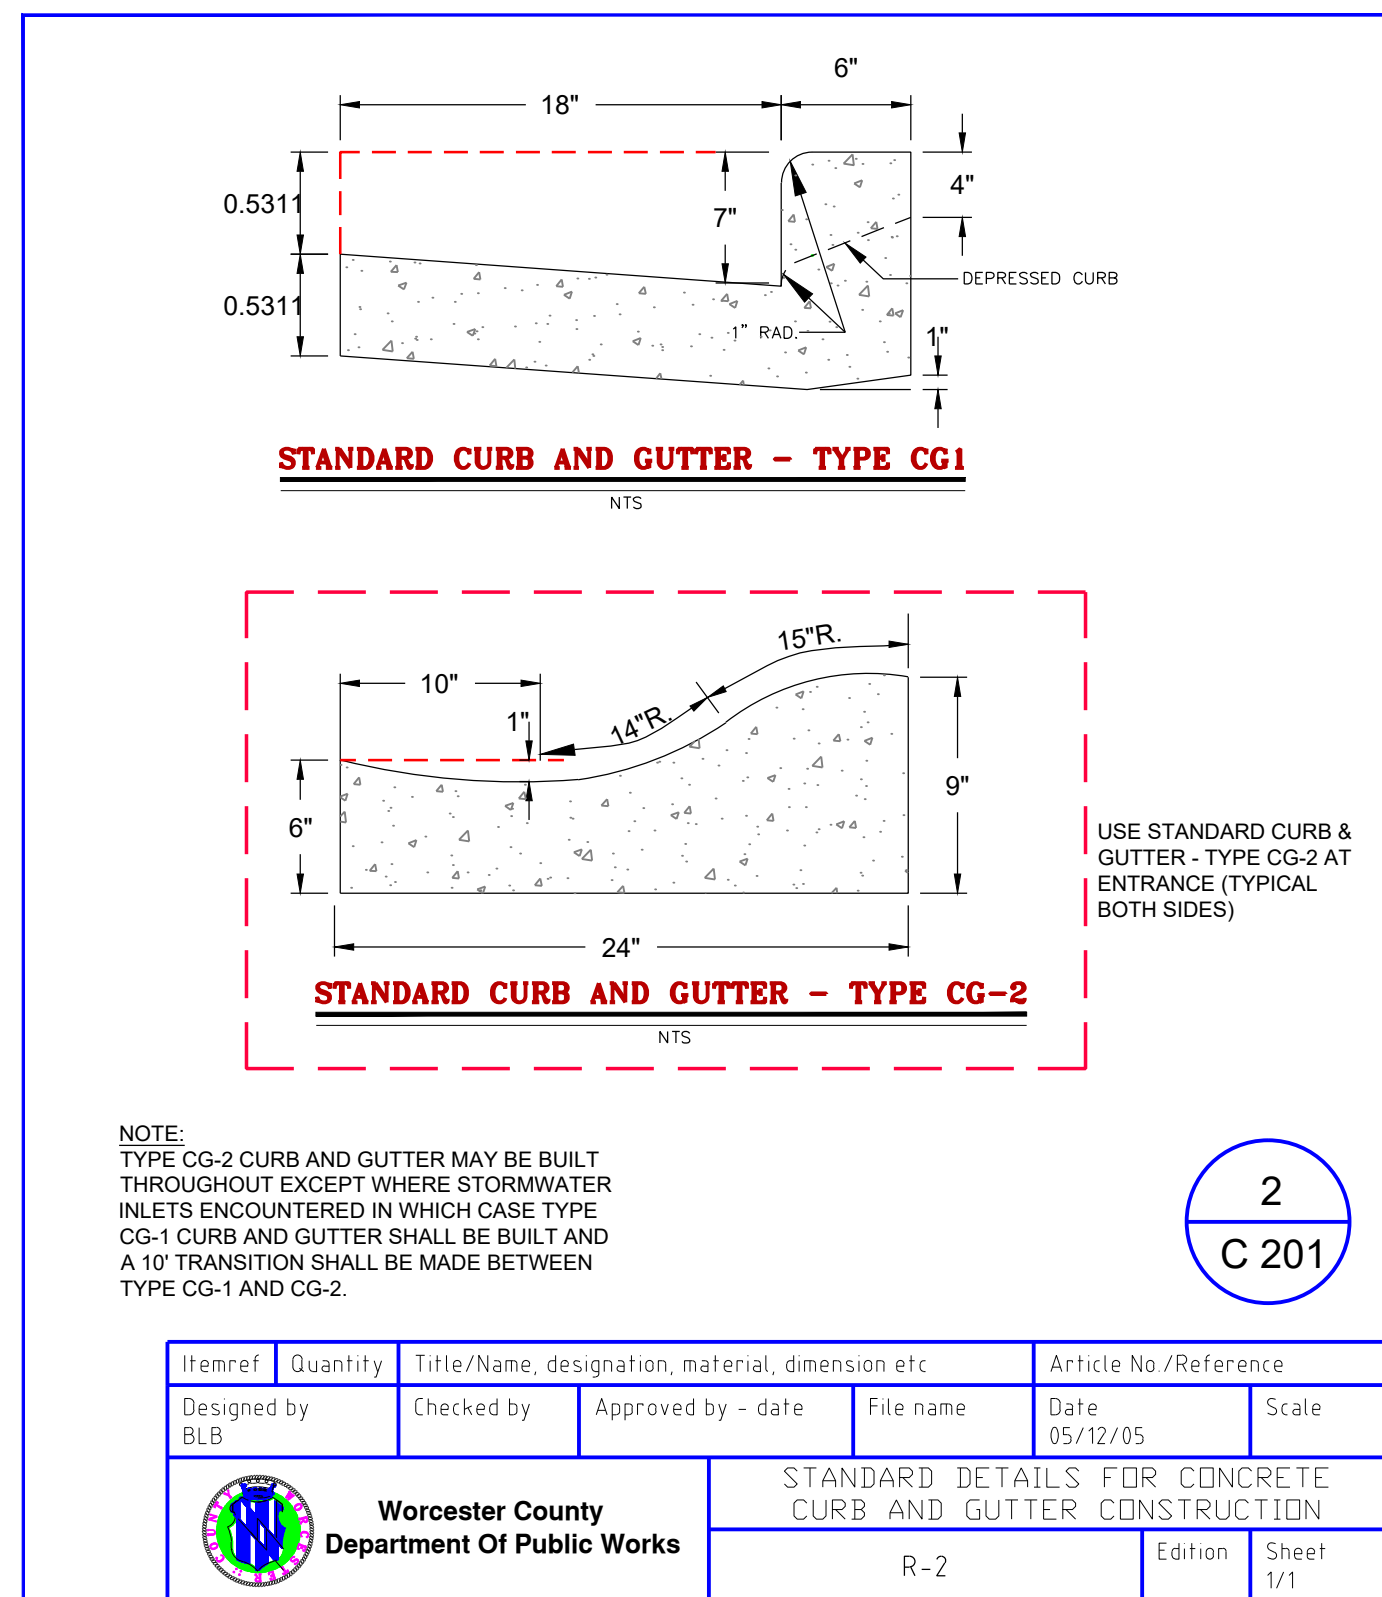 6"
18"
0.5311
4"
7"
DEPRESSED CURB
0.5311
1" RAD.
1"
STANDARD CURB AND GUTTER - TYPE CG1
NTS
15"R.
10"
14"R.
1"
9"
6"
USE STANDARD CURB &
GUTTER - TYPE CG-2 AT
ENTRANCE (TYPICAL
BOTH SIDES)
24"
STANDARD CURB AND GUTTER - TYPE CG-2
NTS
NOTE:
TYPE CG-2 CURB AND GUTTER MAY BE BUILT
THROUGHOUT EXCEPT WHERE STORMWATER
INLETS ENCOUNTERED IN WHICH CASE TYPE
CG-1 CURB AND GUTTER SHALL BE BUILT AND
A 10' TRANSITION SHALL BE MADE BETWEEN
TYPE CG-1 AND CG-2.
2
C 201
Itemref Quantity Title/Name, designation, material, dimension etc Article No./Reference
Designed by Checked by Approved by - date File name Date Scale
BLB 05/12/05
WORCESTER COUNTY
Worcester County
Department Of Public Works
STANDARD DETAILS FOR CONCRETE
CURB AND GUTTER CONSTRUCTION
R-2
Edition Sheet
1/1